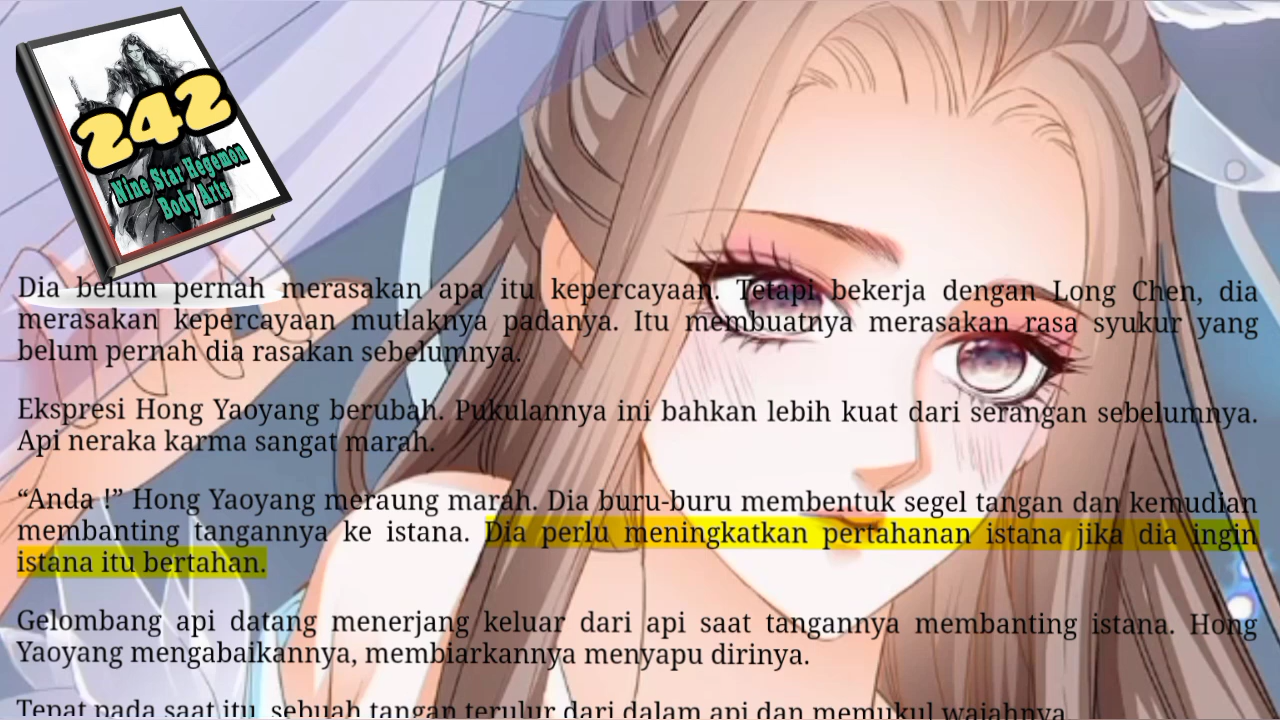 242
Nine Star Hegemon
Body Arts
Dia belum pernah merasakan apa itu kepercayaan. Tetapi bekerja dengan Long Chen, dia
merasakan kepercayaan mutlaknya padanya. Itu membuatnya merasakan rasa syukur yang
belum pernah dia rasakan sebelumnya.
Ekspresi Hong Yaoyang berubah. Pukulannya ini bahkan lebih kuat dari serangan sebelumnya.
Api neraka karma sangat marah.
“Anda !” Hong Yaoyang meraung marah. Dia buru-buru membentuk segel tangan dan kemudian
membanting tangannya ke istana. Dia perlu meningkatkan pertahanan istana jika dia ingin
istana itu bertahan.
Gelombang api datang menerjang keluar dari api saat tangannya membanting istana. Hong
Yaoyang mengabaikannya, membiarkannya menyapu dirinya.
Tepat pada saat itu, sebuah tangan terulur dari dalam api dan memukul wajahnya.